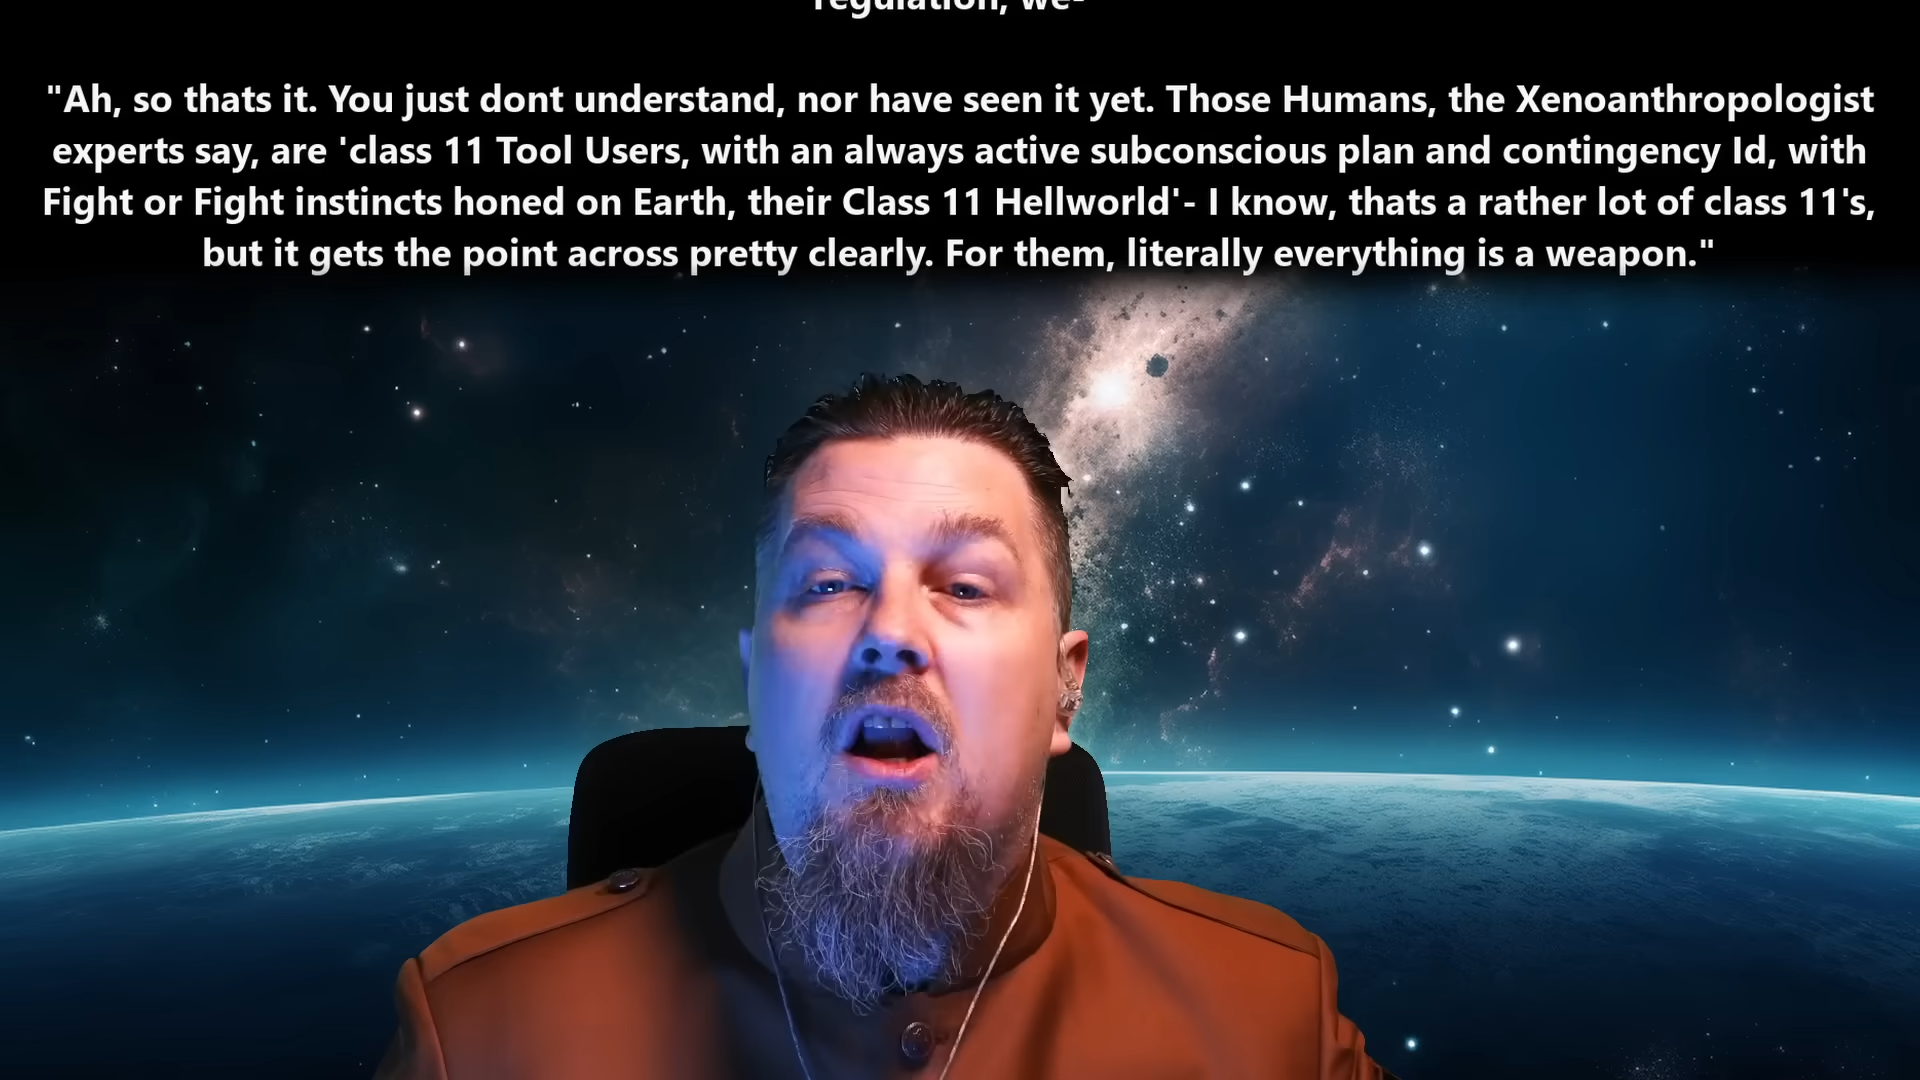 regulation, we-
"Ah, so thats it. You just dont understand, nor have seen it yet. Those Humans, the Xenoanthropologist
experts say, are 'class 11 Tool Users, with an always active subconscious plan and contingency Id, with
Fight or Fight instincts honed on Earth, their Class 11 Hellworld'- I know, thats a rather lot of class 11's,
but it gets the point across pretty clearly. For them, literally everything is a weapon."